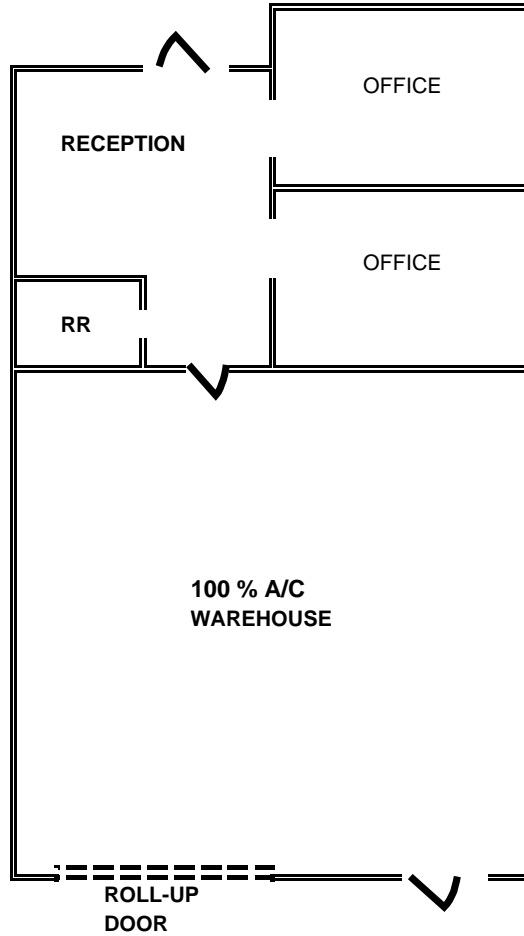 OFFICE
RECEPTION
OFFICE
RR
100 % A/C
WAREHOUSE
ROLL-UP
DOOR